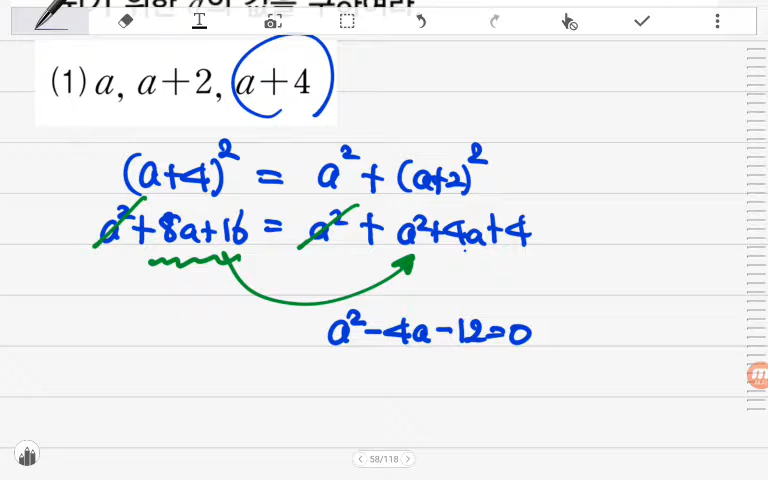 (1) a, a+2, a+4
(a+4)² = a² + (a+2)²
a² + 8a+16 = a² + a²+4a+4
a²-4a-12=0
58/118